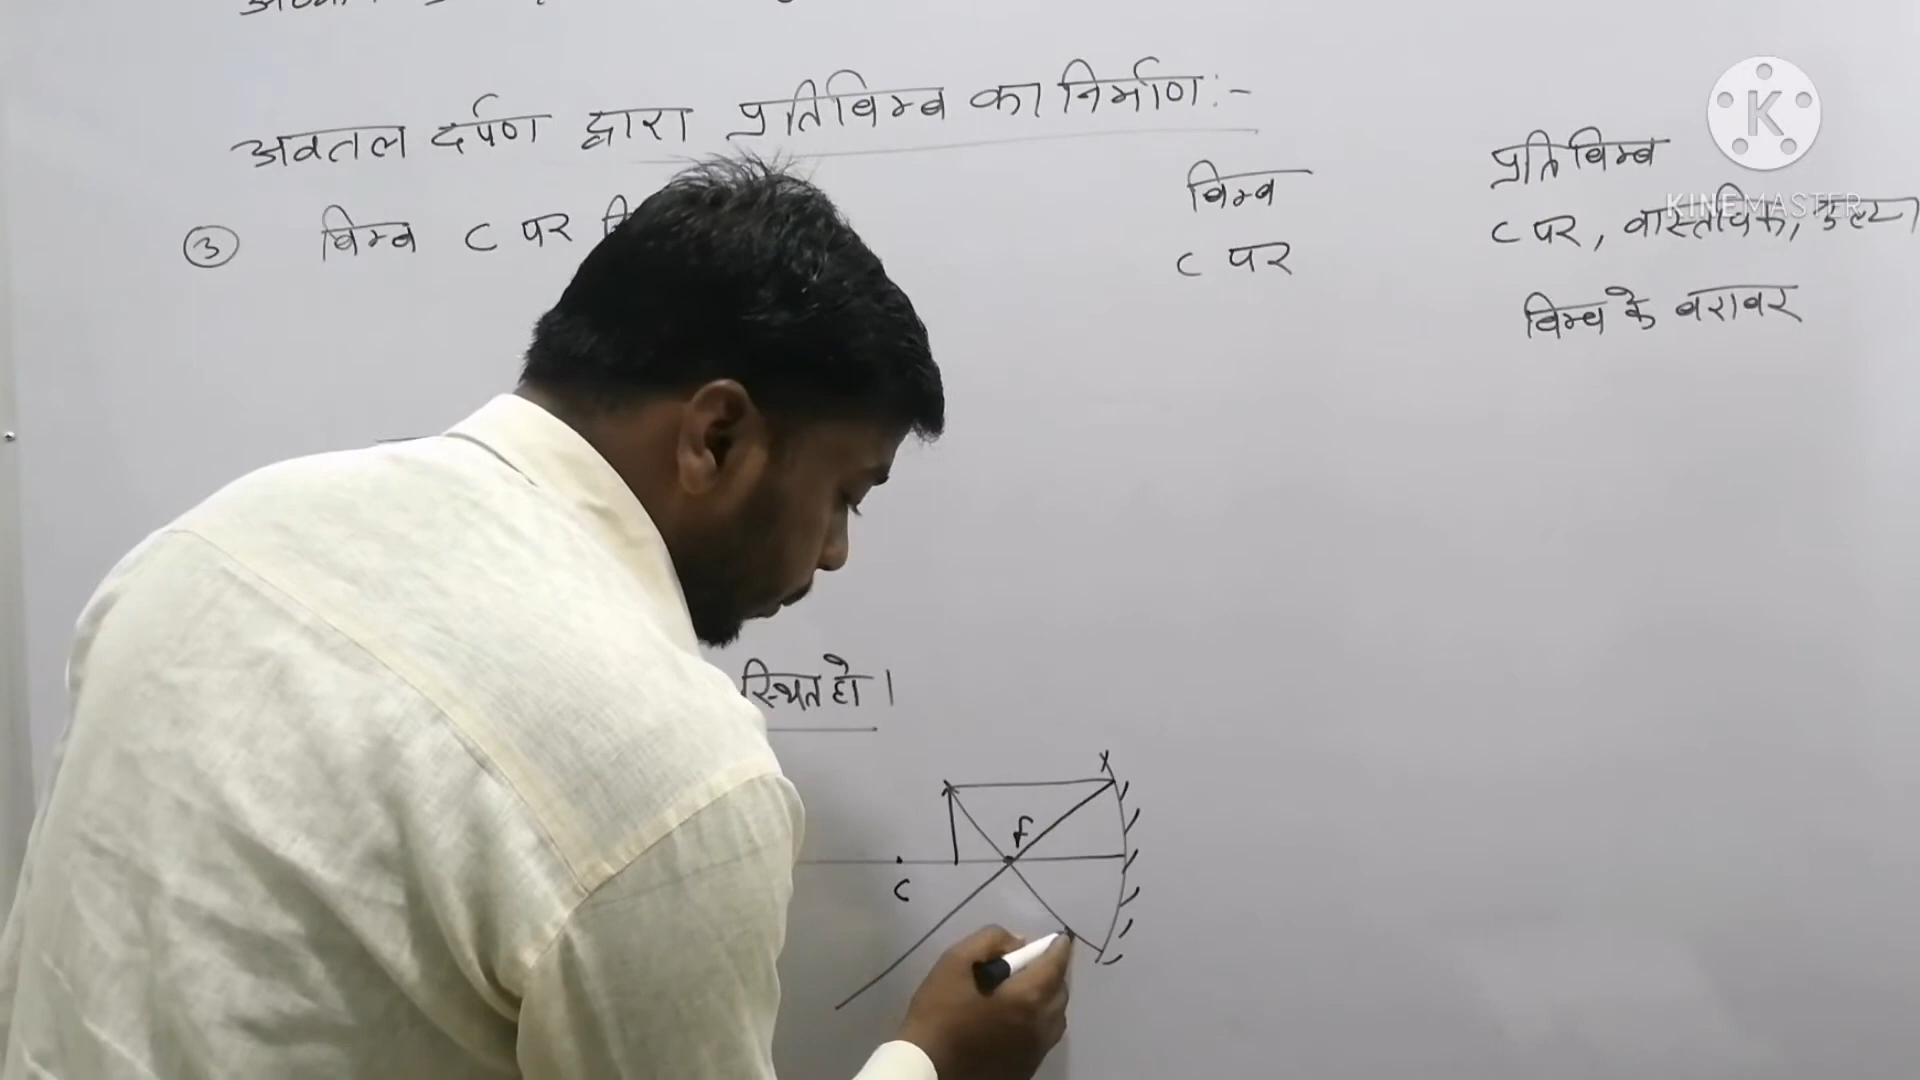 अवतल दर्पण द्वारा प्रतिबिम्ब का निर्माण :-
③ बिम्ब C पर
बिम्ब
C पर
प्रतिबिम्ब
C पर, वास्तविक, उल्टा
बिम्ब के बराबर
K
KINEMASTER
स्थित हो ।
X
F
C